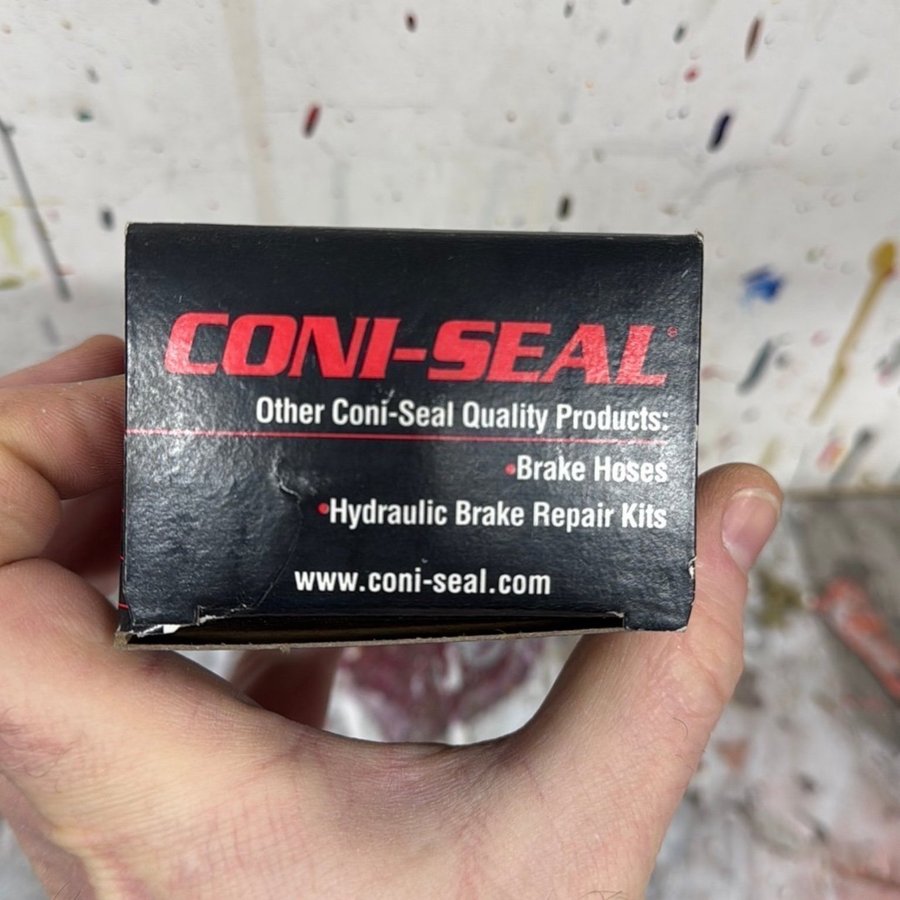 CONI-SEAL®
Other Coni-Seal Quality Products:
•Brake Hoses
•Hydraulic Brake Repair Kits
www.coni-seal.com